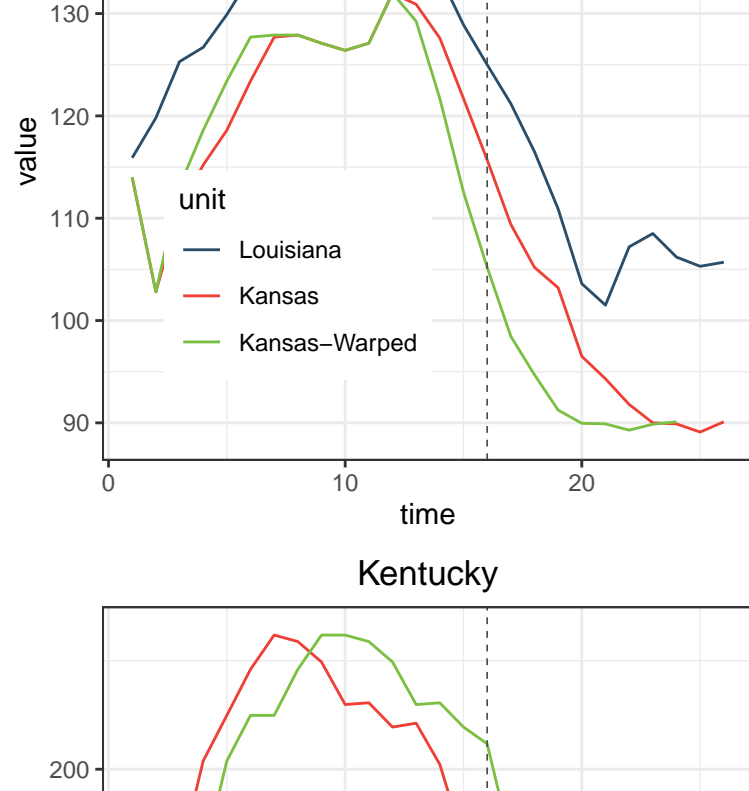 130
120
110
100
90
value
unit
Louisiana
Kansas
Kansas−Warped
0 10 20
time
Kentucky
200